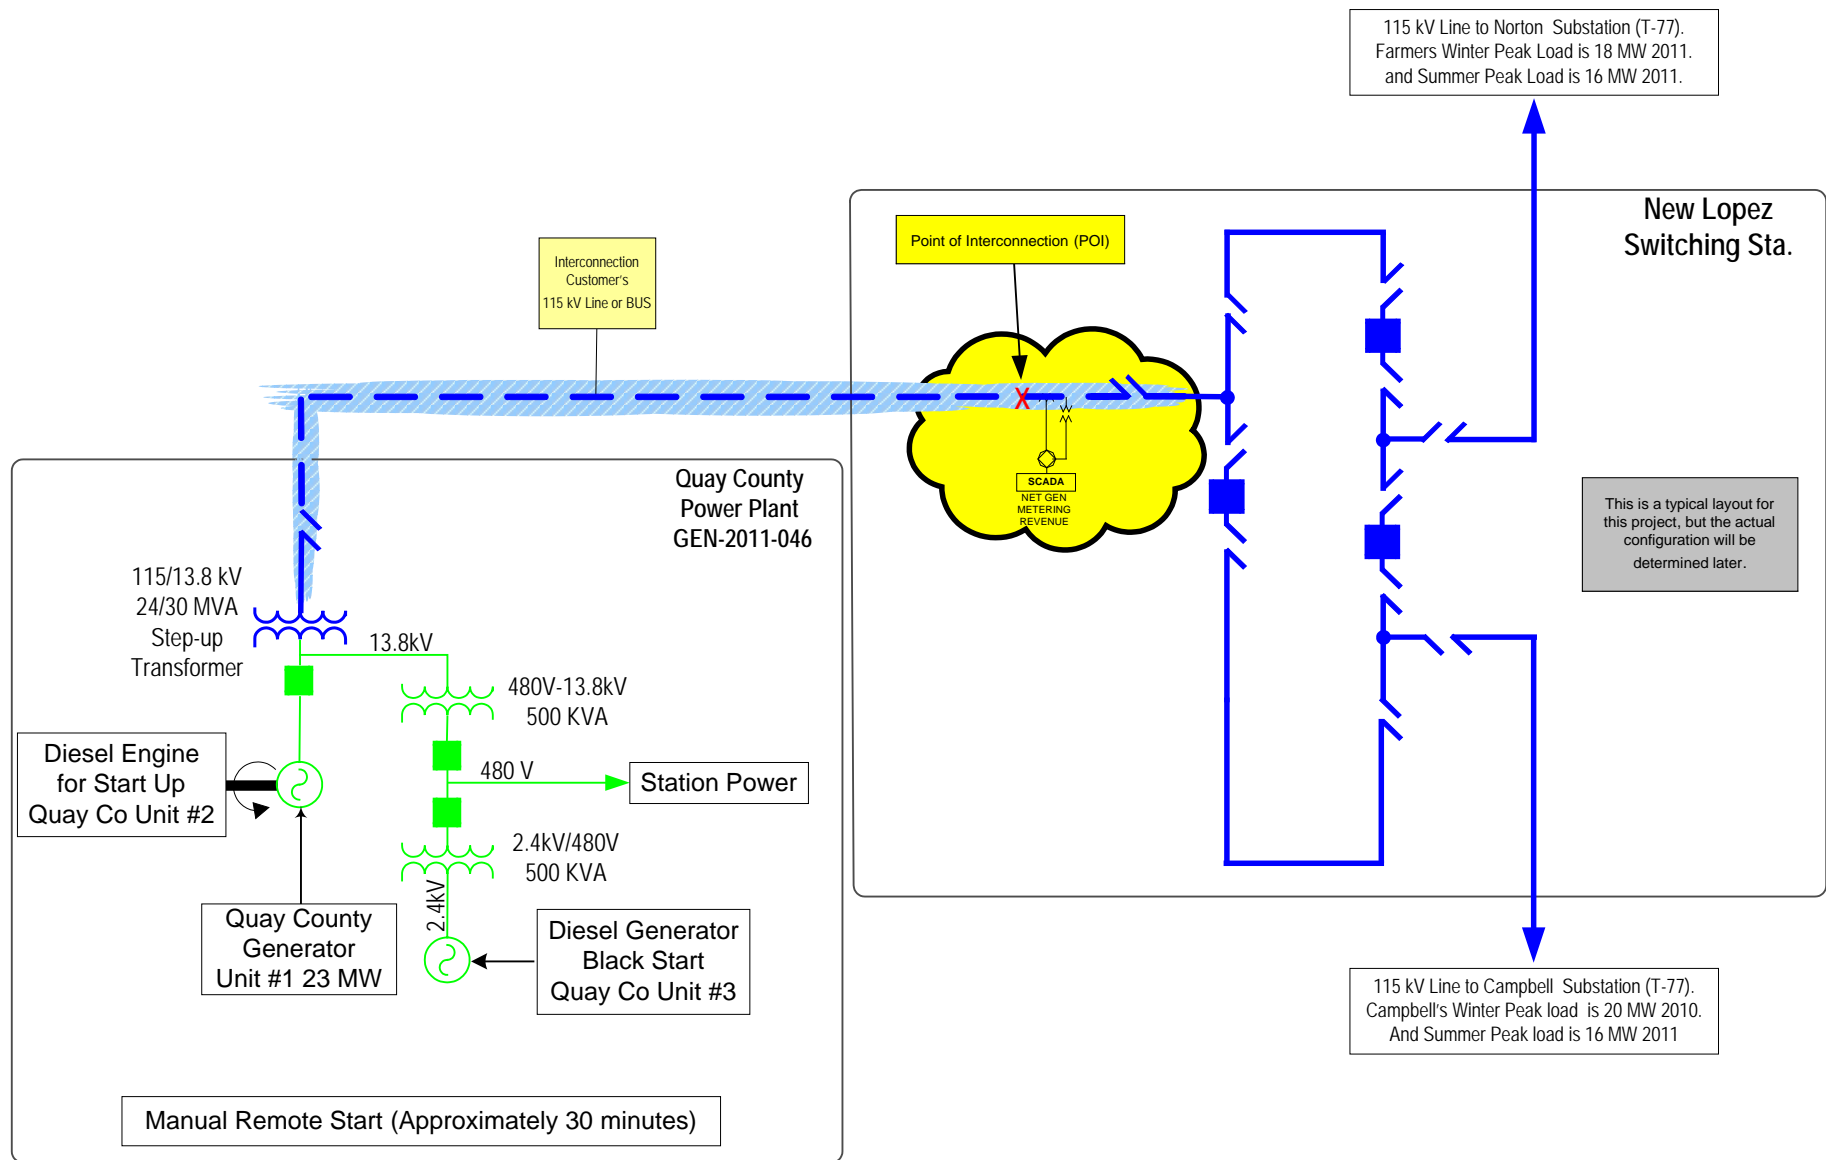 115 kV Line to Norton Substation (T-77).
Farmers Winter Peak Load is 18 MW 2011.
and Summer Peak Load is 16 MW 2011.
New Lopez
Switching Sta.
Point of Interconnection (POI)
Interconnection
Customer's
115 kV Line or BUS
X
SCADA
NET GEN
METERING
REVENUE
Quay County
Power Plant
GEN-2011-046
This is a typical layout for
this project, but the actual
configuration will be
determined later.
115/13.8 kV
24/30 MVA
Step-up
Transformer
13.8kV
480V-13.8kV
500 KVA
Diesel Engine
for Start Up
Quay Co Unit #2
480 V
Station Power
2.4kV/480V
500 KVA
2.4kV
Quay County
Generator
Unit #1 23 MW
Diesel Generator
Black Start
Quay Co Unit #3
115 kV Line to Campbell Substation (T-77).
Campbell's Winter Peak load is 20 MW 2010.
And Summer Peak load is 16 MW 2011
Manual Remote Start (Approximately 30 minutes)